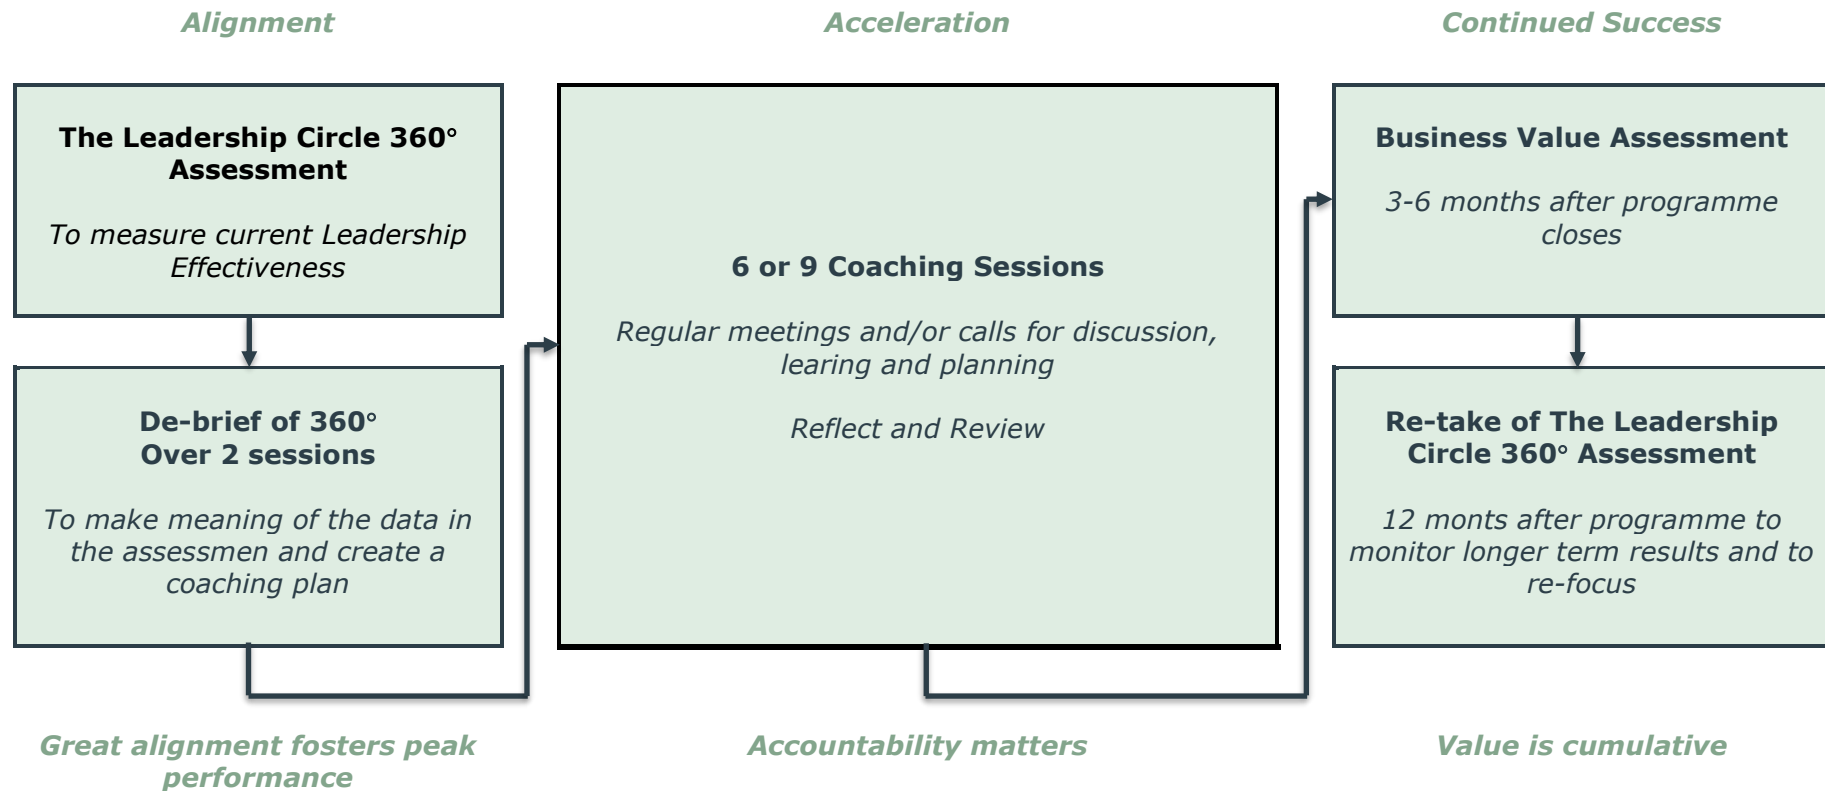 Alignment
Acceleration
Continued Success
The Leadership Circle 360°
Assessment
To measure current Leadership
Effectiveness
De-brief of 360°
Over 2 sessions
To make meaning of the data in
the assessmen and create a
coaching plan
6 or 9 Coaching Sessions
Regular meetings and/or calls for discussion,
learing and planning
Reflect and Review
Business Value Assessment
3-6 months after programme
closes
Re-take of The Leadership
Circle 360° Assessment
12 monts after programme to
monitor longer term results and to
re-focus
Great alignment fosters peak
performance
Accountability matters
Value is cumulative